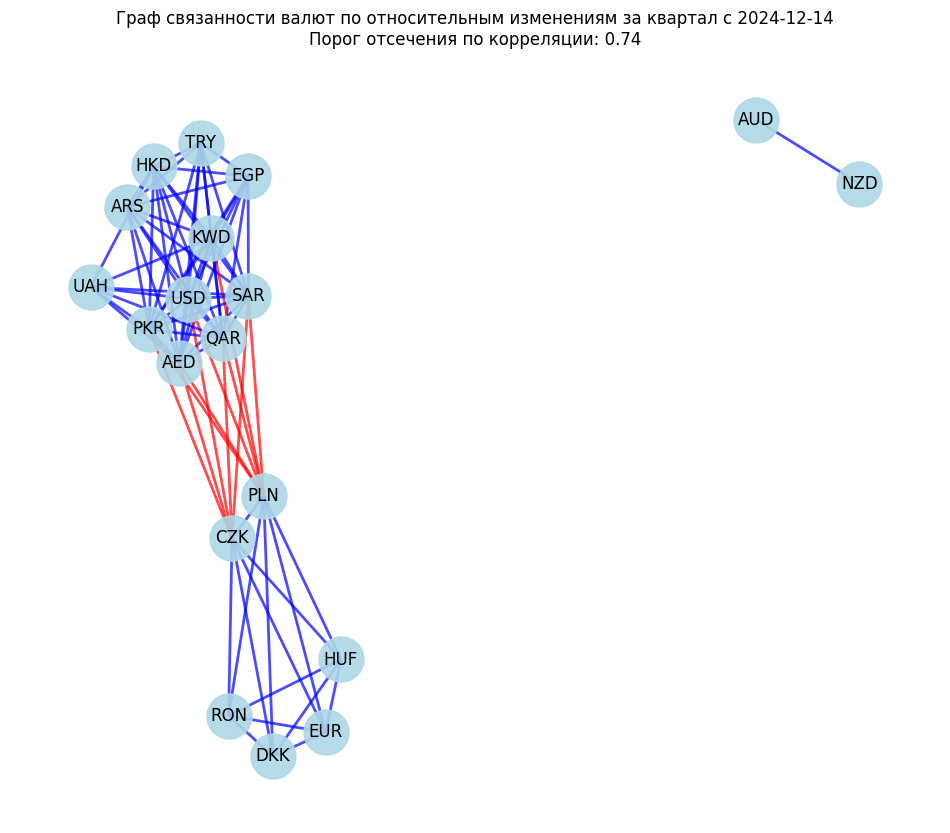 Граф связанности валют по относительным изменениям за квартал с 2024-12-14
Порог отсечения по корреляции: 0.74
AUD
TRY
HKD
EGP
NZD
ARS
KWD
UAH
USD
SAR
PKR
QAR
AED
PLN
CZK
HUF
RON
EUR
DKK